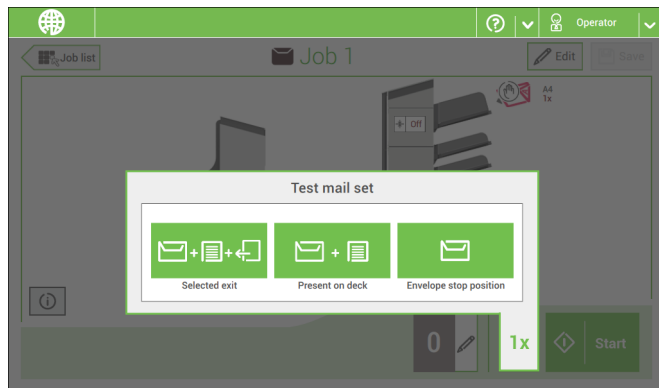 Operator
Job list
Job 1
Edit
Save
A4
1x
Off
Test mail set
Selected exit
Present on deck
Envelope stop position
0
1x
Start